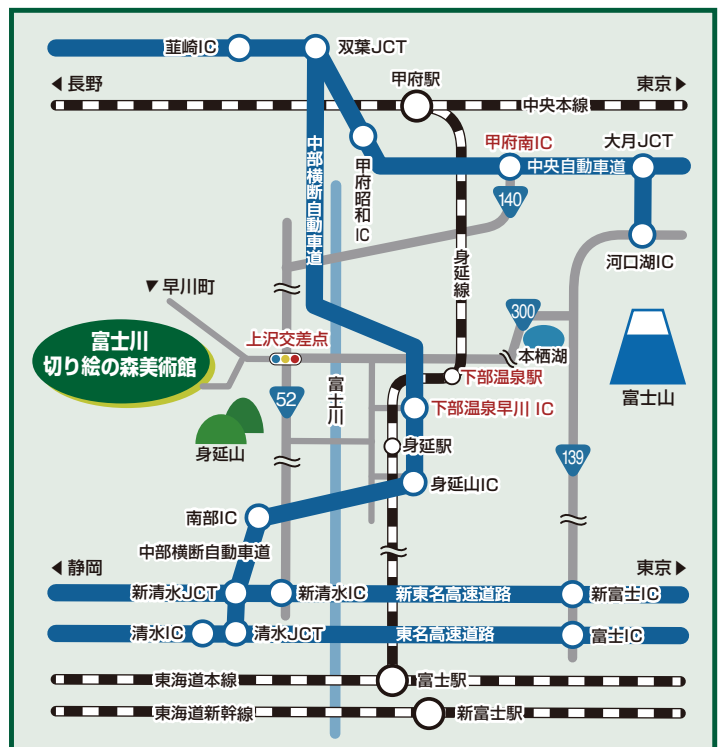 韮崎IC
双葉JCT
◀長野
甲府駅
東京▶
中央本線
甲府南IC
大月JCT
中央自動車道
中部横断自動車道
甲府昭和IC
140
身延線
河口湖IC
▼早川町
300
上沢交差点
本栖湖
富士川
切り絵の森美術館
富士川
下部温泉駅
富士山
52
下部温泉早川 IC
身延山
身延駅
139
身延山IC
南部IC
中部横断自動車道
◀静岡
東京▶
新清水JCT
新清水IC
新東名高速道路
新富士IC
清水IC
清水JCT
東名高速道路
富士IC
東海道本線
富士駅
東海道新幹線
新富士駅